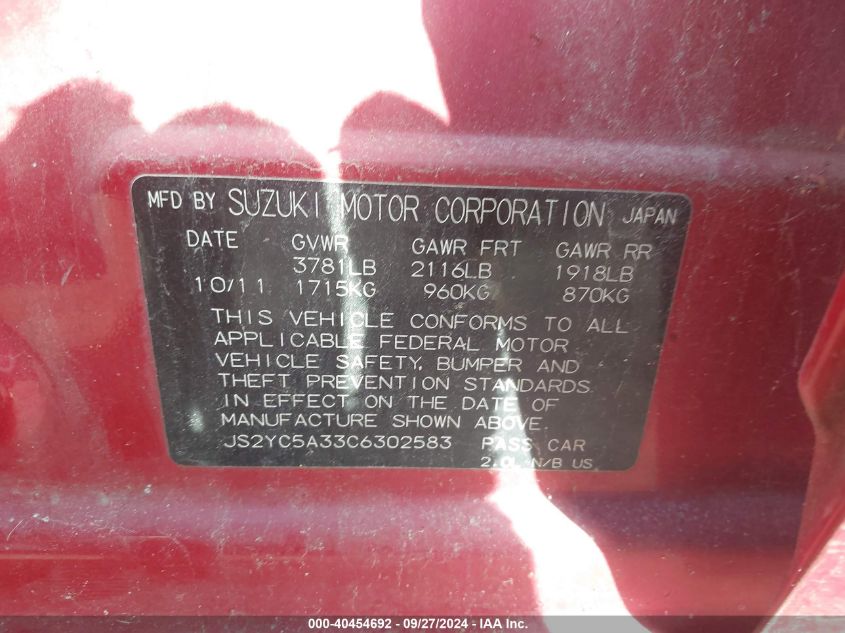 MFD BY SUZUKI MOTOR CORPORATION JAPAN
DATE GVWR GAWR FRT GAWR RR
3781LB 2116LB 1918LB
10/11 1715KG 960KG 870KG
THIS VEHICLE CONFORMS TO ALL
APPLICABLE FEDERAL MOTOR
VEHICLE SAFETY, BUMPER AND
THEFT PREVENTION STANDARDS
IN EFFECT ON THE DATE OF
MANUFACTURE SHOWN ABOVE.
JS2YC5A33C6302583 PASS CAR
2.0L N/B US
000-40454692 - 09/27/2024 - IAA, Inc.